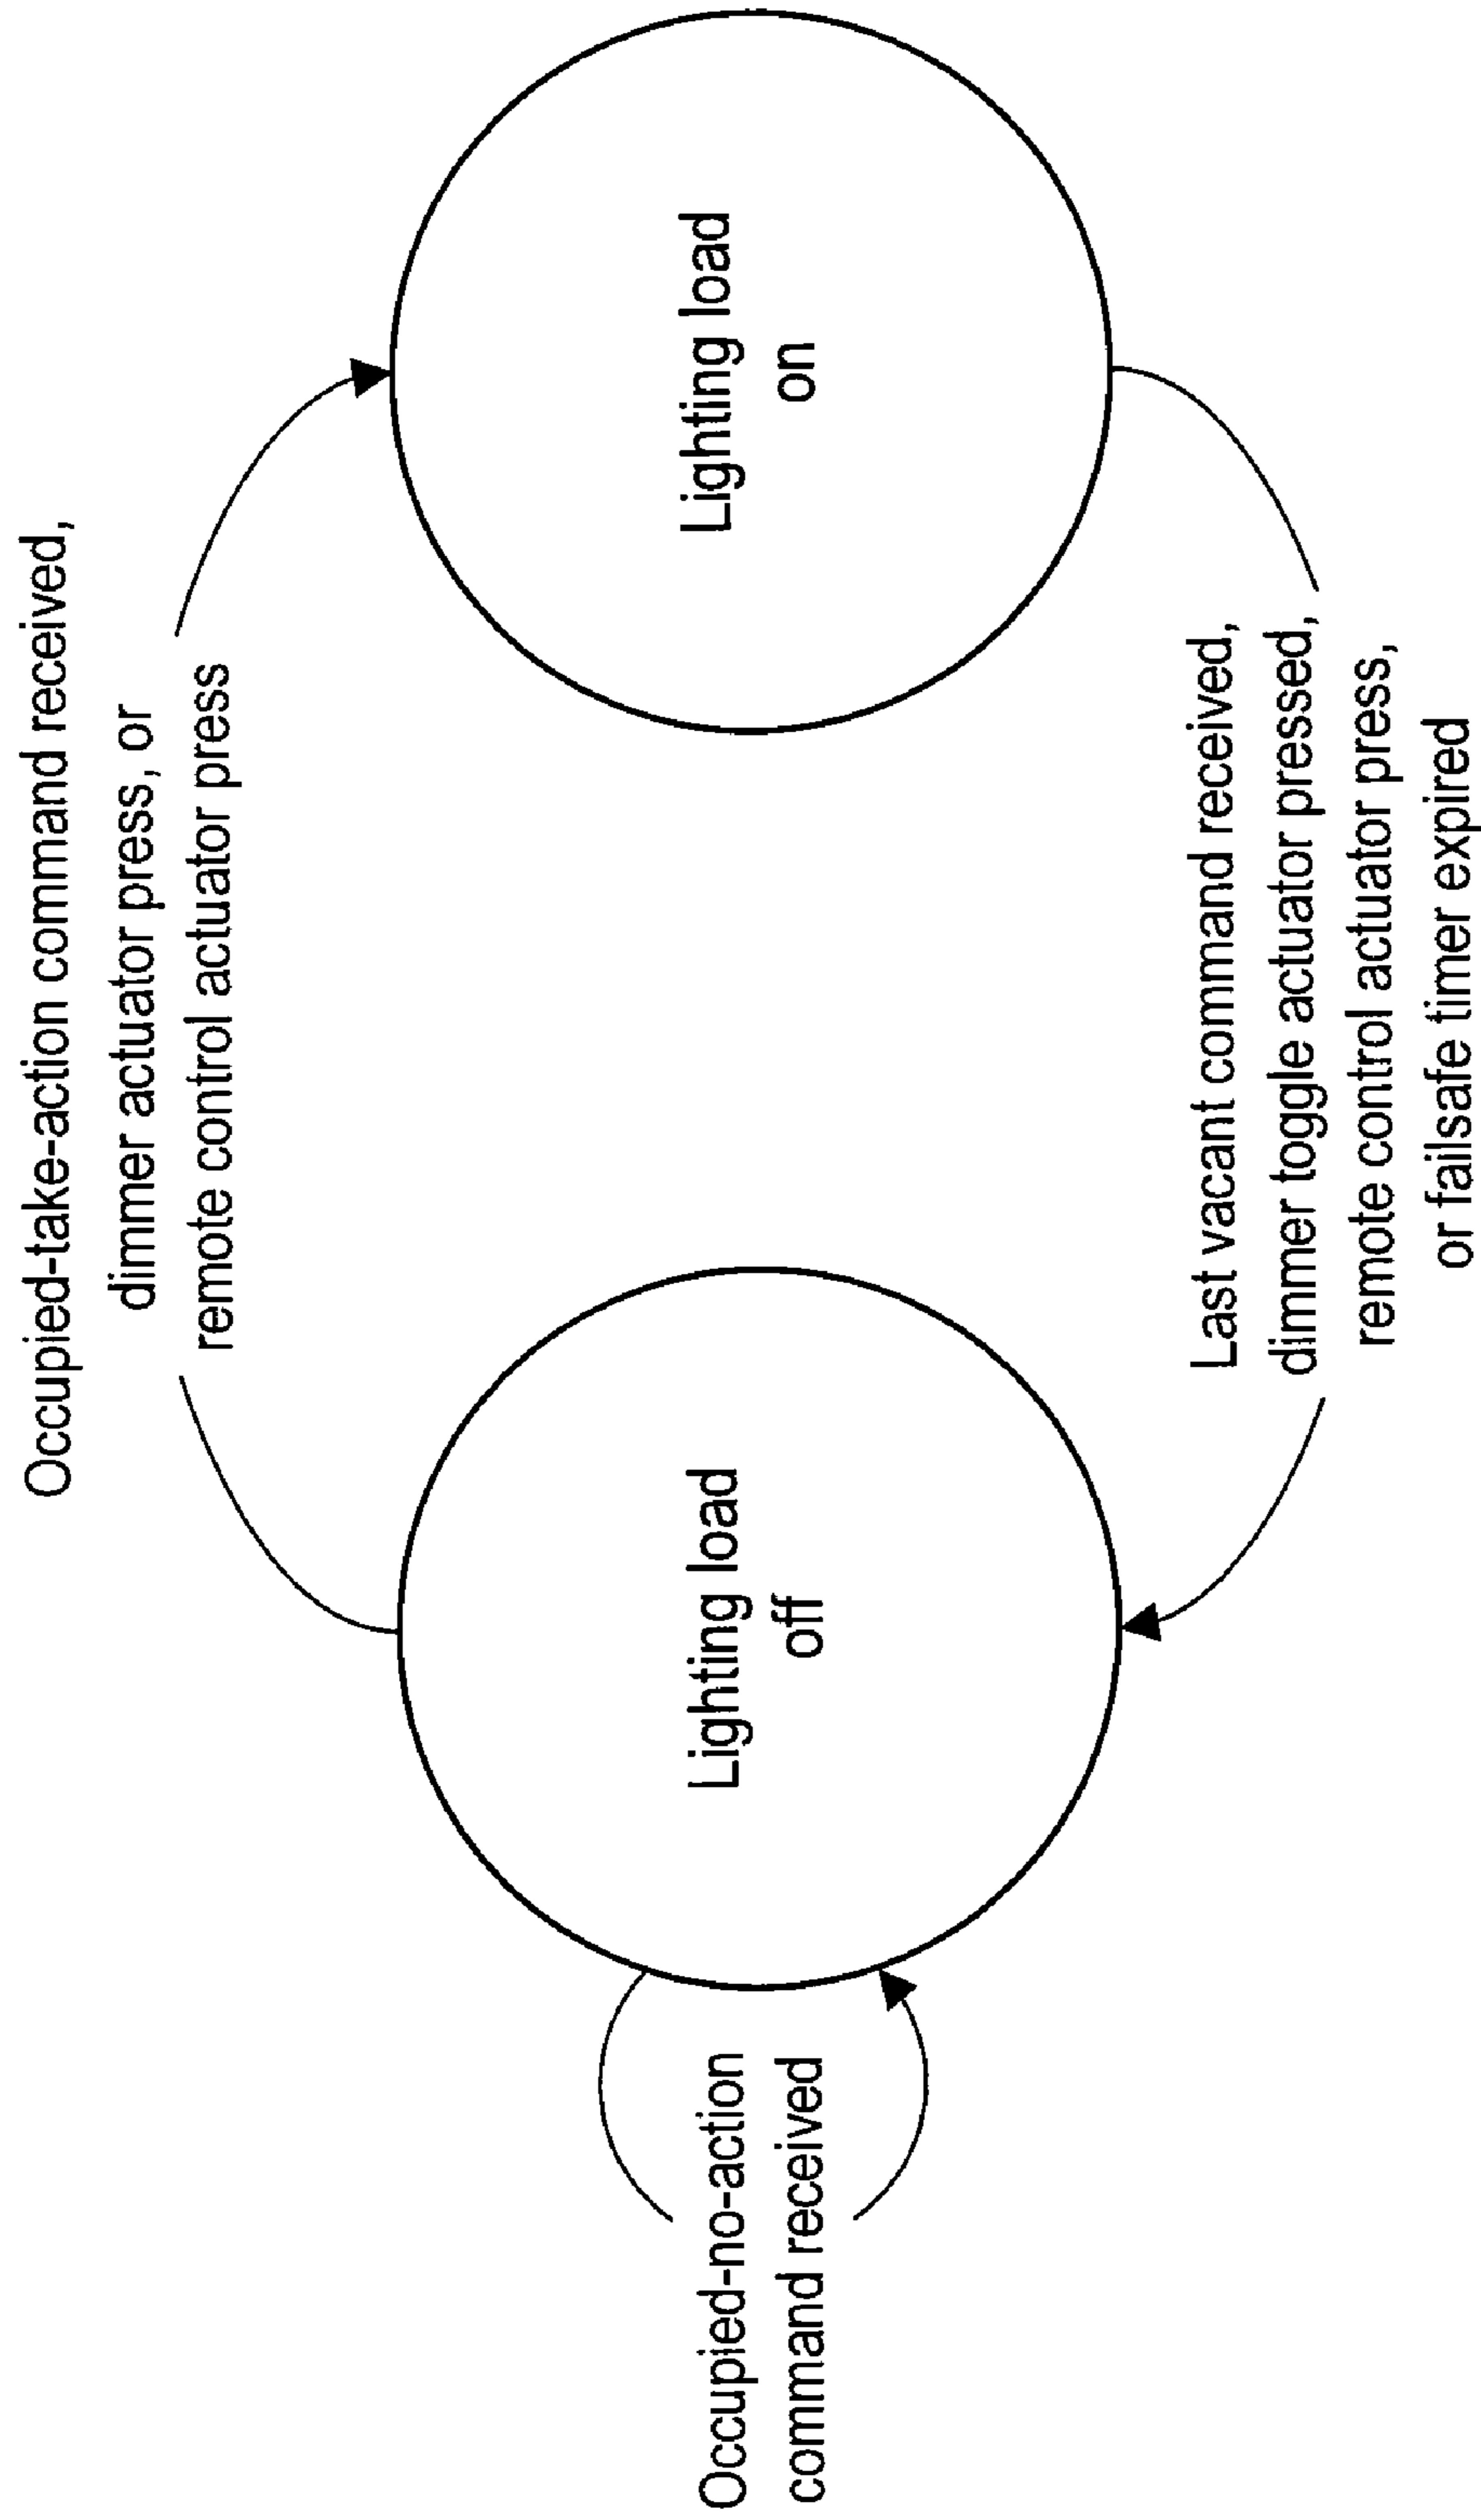 Occupied-take-action command received,
dimmer actuator press, or
remote control actuator press
Occupied-no-action
command received
Lighting load
off
Lighting load
on
Last vacant command received,
dimmer toggle actuator pressed,
remote control actuator press,
or failsafe timer expired